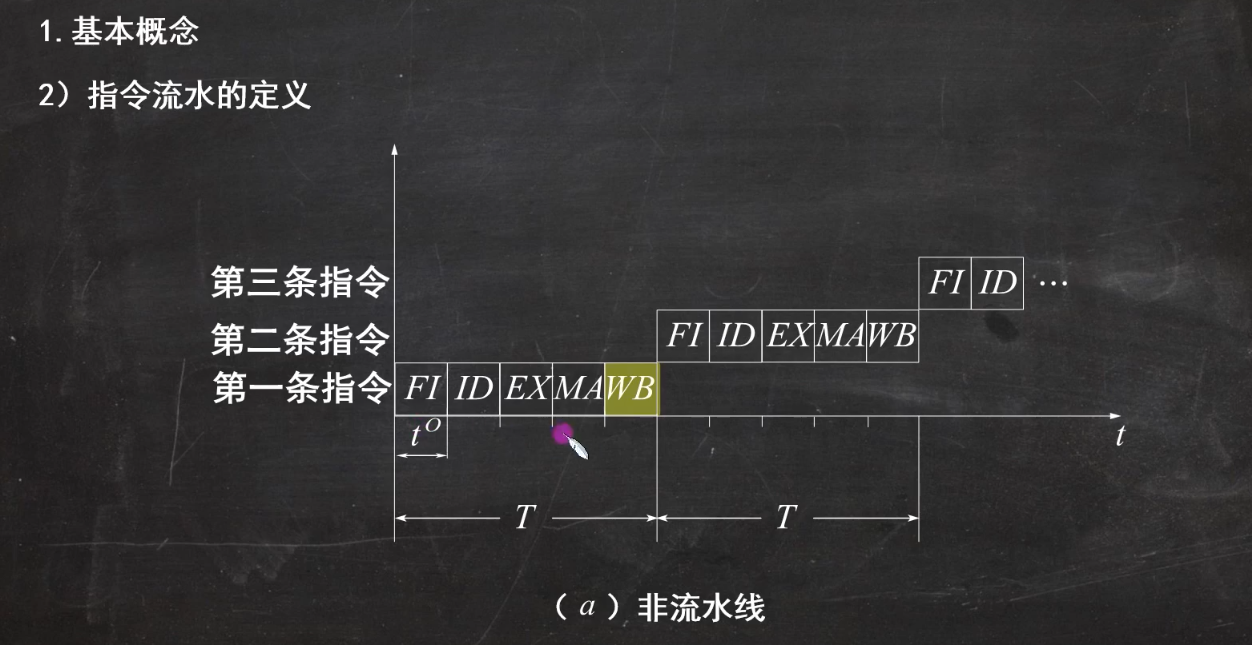 1.基本概念
2）指令流水的定义
第三条指令 FI ID …
第二条指令 FI ID EX MA WB
第一条指令 FI ID EX MA WB
t° t
T T
（a）非流水线